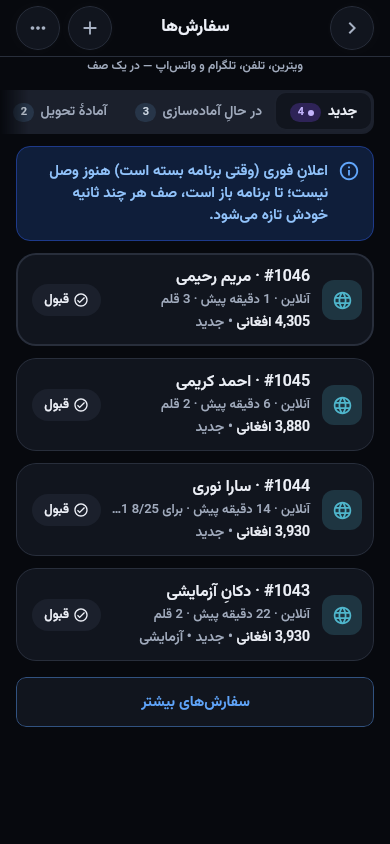 سفارش‌ها
ویترین، تلفن، تلگرام و واتس‌اپ — در یک صف
جدید 4
در حالِ آماده‌سازی 3
آمادهٔ تحویل 2
اعلانِ فوری (وقتی برنامه بسته است) هنوز وصل
نیست؛ تا برنامه باز است، صف هر چند ثانیه
خودش تازه می‌شود.
#1046 · مریم رحیمی
آنلاین · 1 دقیقه پیش · 3 قلم
4,305 افغانی • جدید
قبول
#1045 · احمد کریمی
آنلاین · 6 دقیقه پیش · 2 قلم
3,880 افغانی • جدید
قبول
#1044 · سارا نوری
آنلاین · 14 دقیقه پیش · برای 8/25 1…
3,930 افغانی • جدید
قبول
#1043 · دکانِ آزمایشی
آنلاین · 22 دقیقه پیش · 2 قلم
3,930 افغانی • جدید • آزمایشی
قبول
سفارش‌های بیشتر